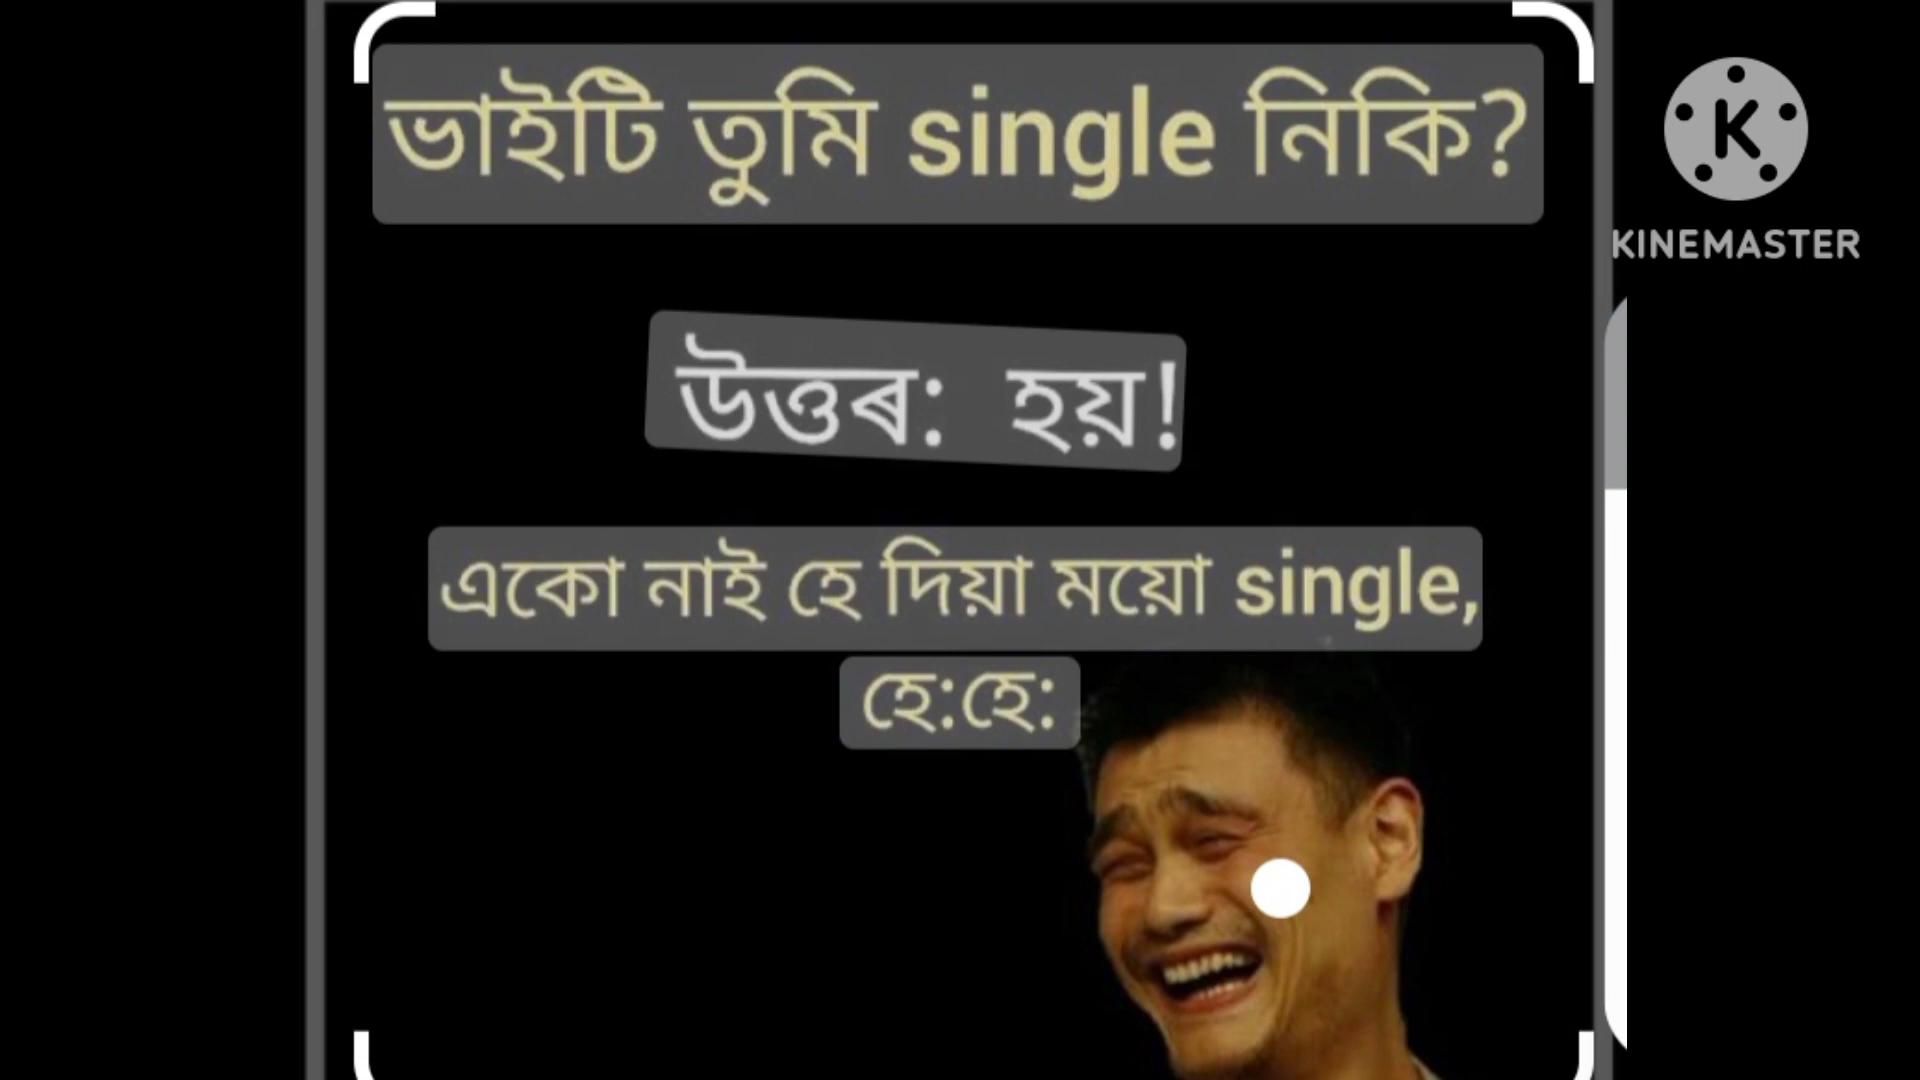 ভাইটি তুমি single নিকি?
K
KINEMASTER
উত্তৰ: হয়!
একো নাই হে দিয়া ময়ো single,
হে:হে: